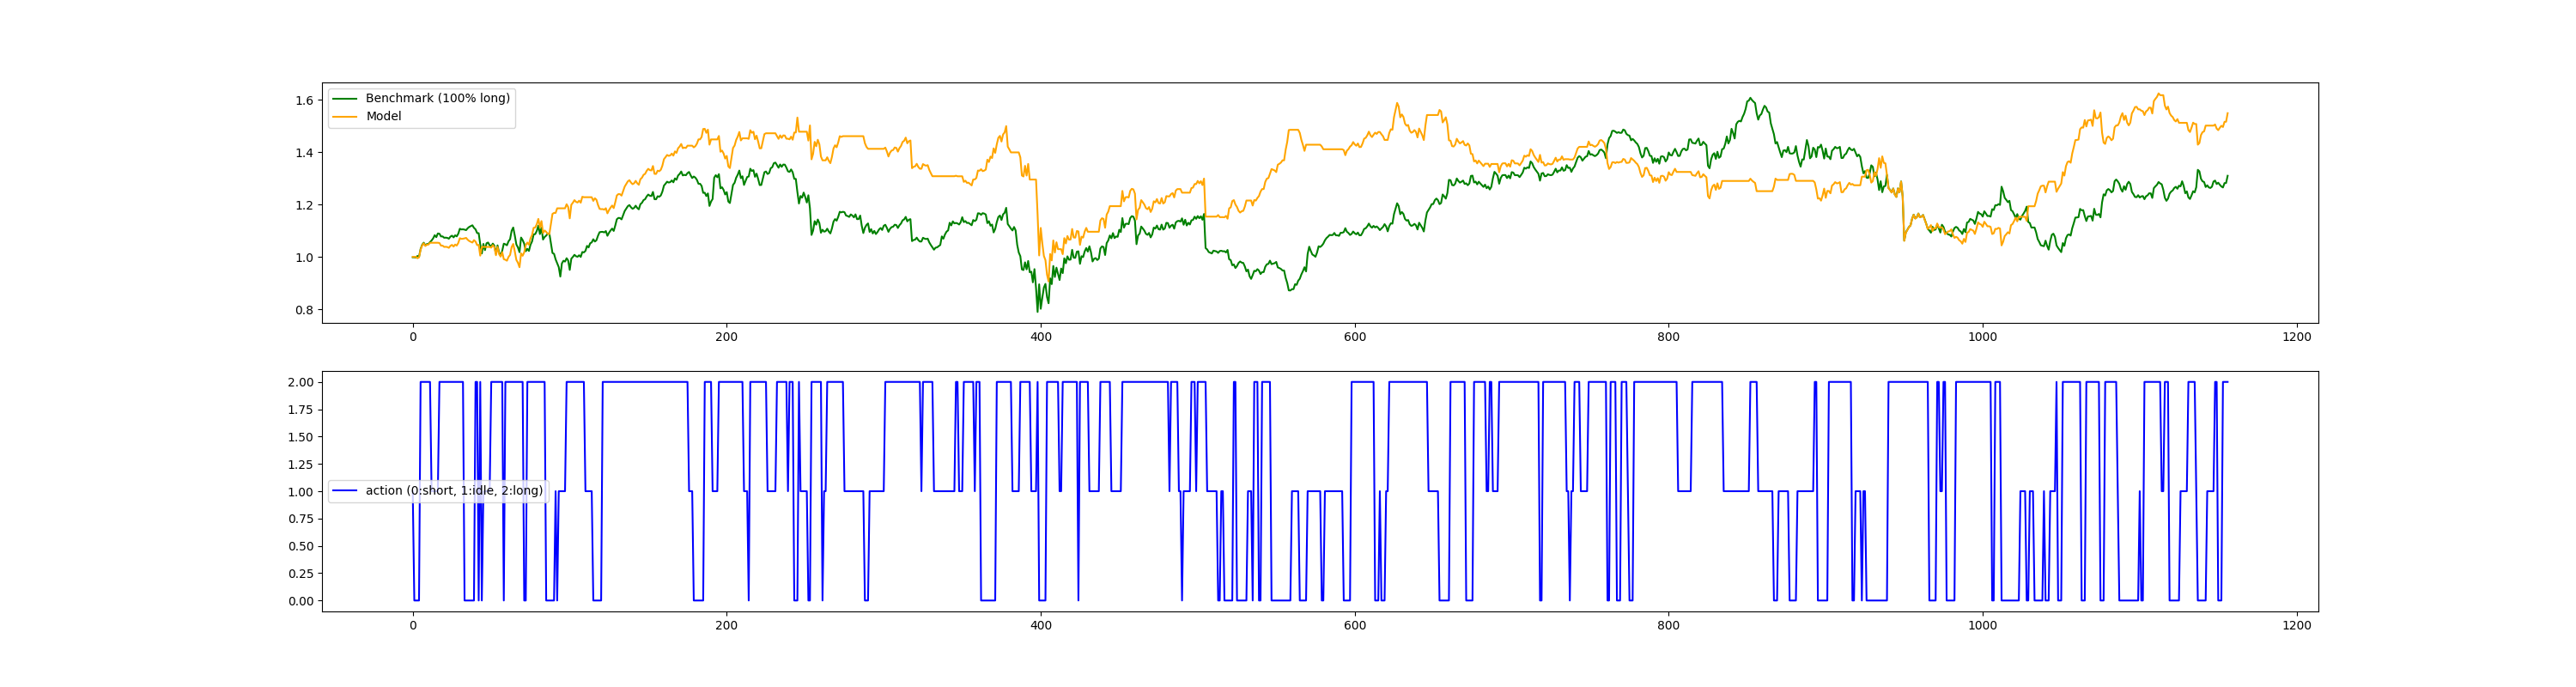 Benchmark (100% long)
Model
1.6
1.4
1.2
1.0
0.8
0 200 400 600 800 1000 1200
2.00
1.75
1.50
1.25
1.00
action (0:short, 1:idle, 2:long)
0.75
0.50
0.25
0.00
0 200 400 600 800 1000 1200